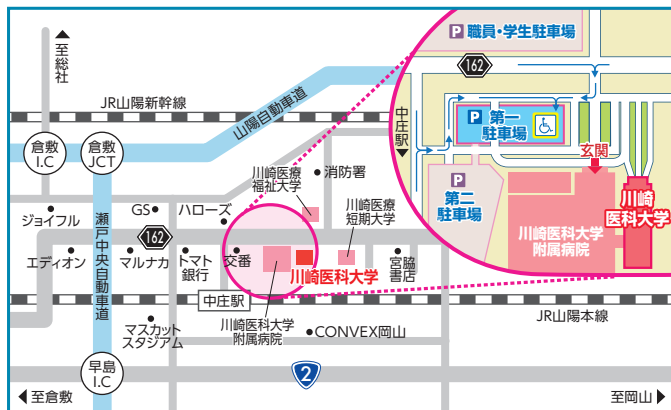 至総社
JR山陽新幹線
山陽自動車道
倉敷
I.C
倉敷
JCT
ジョイフル
GS
ハローズ
162
エディオン
マルナカ
トマト
銀行
交番
瀬戸中央自動車道
川崎医療
福祉大学
消防署
川崎医療
短期大学
宮脇
書店
川崎医科大学
川崎医科大学
附属病院
中庄駅
JR山陽本線
マスカット
スタジアム
CONVEX岡山
早島
I.C
2
至倉敷
至岡山
P 職員・学生駐車場
162
中庄駅
P 第一
駐車場
玄関
P
第二
駐車場
川崎医科大学
附属病院
川崎
医科大学